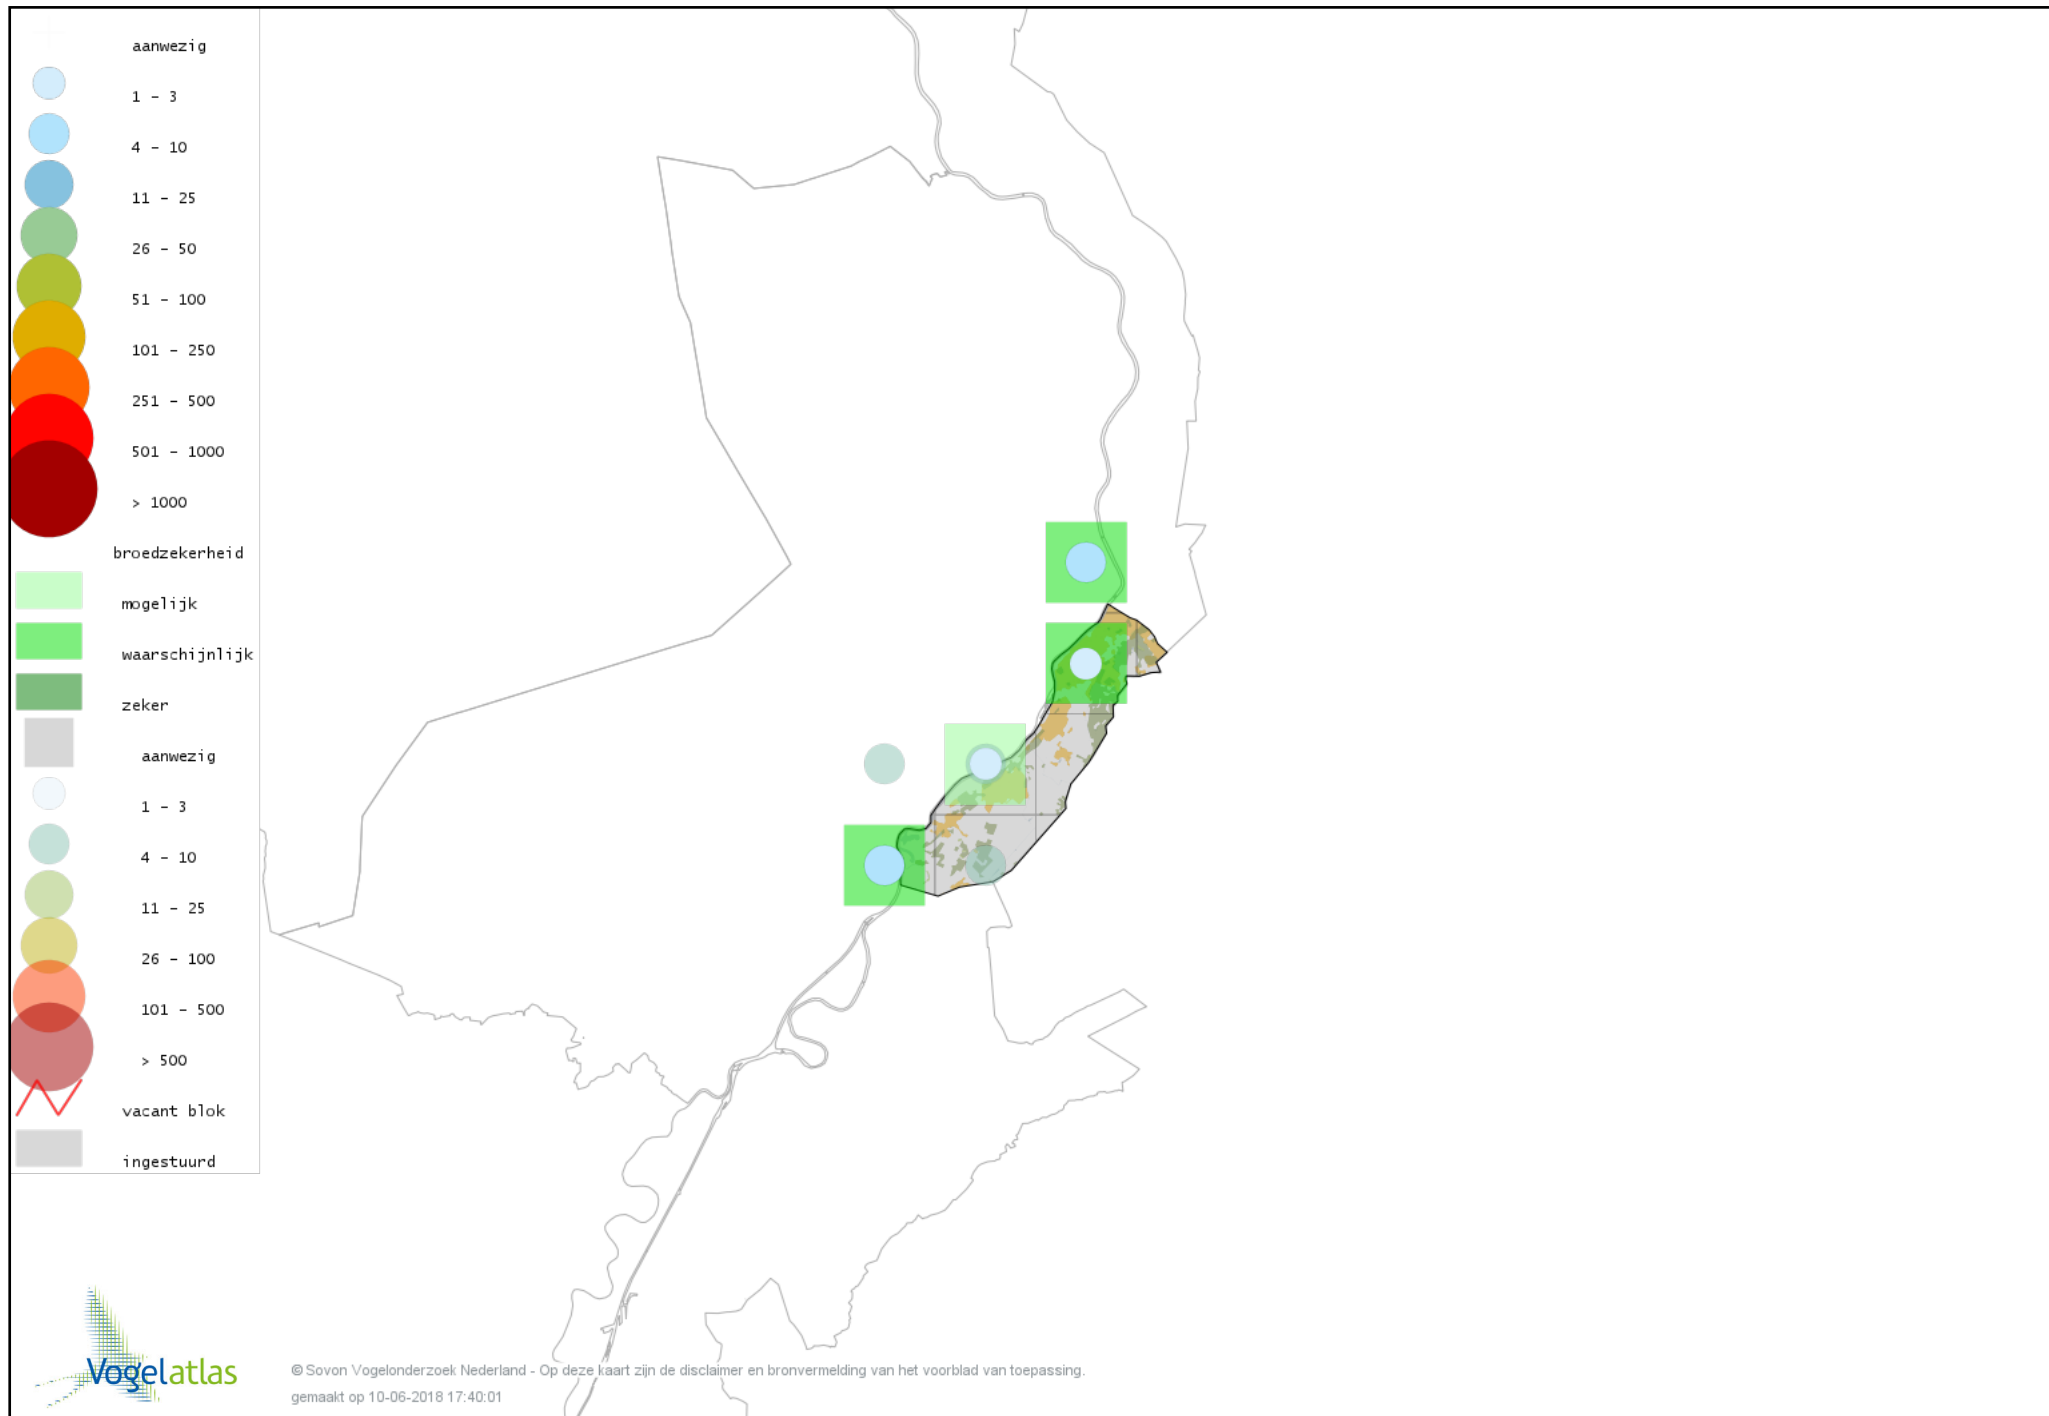 aanwezig
1 - 3
4 - 10
11 - 25
26 - 50
51 - 100
101 - 250
251 - 500
501 - 1000
> 1000
broedzekerheid
mogelijk
waarschijnlijk
zeker
aanwezig
1 - 3
4 - 10
11 - 25
26 - 100
101 - 500
> 500
vacant blok
ingestuurd
Vogelatlas
© Sovon Vogelonderzoek Nederland - Op deze kaart zijn de disclaimer en bronvermelding van het voorblad van toepassing.
gemaakt op 10-06-2018 17:40:01